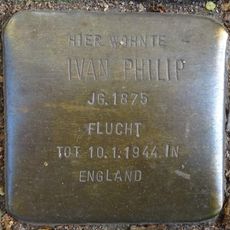 HIER WOHNTE
IVAN PHILIP
JG. 1875
FLUCHT
TOT 10.1.1944 IN
ENGLAND